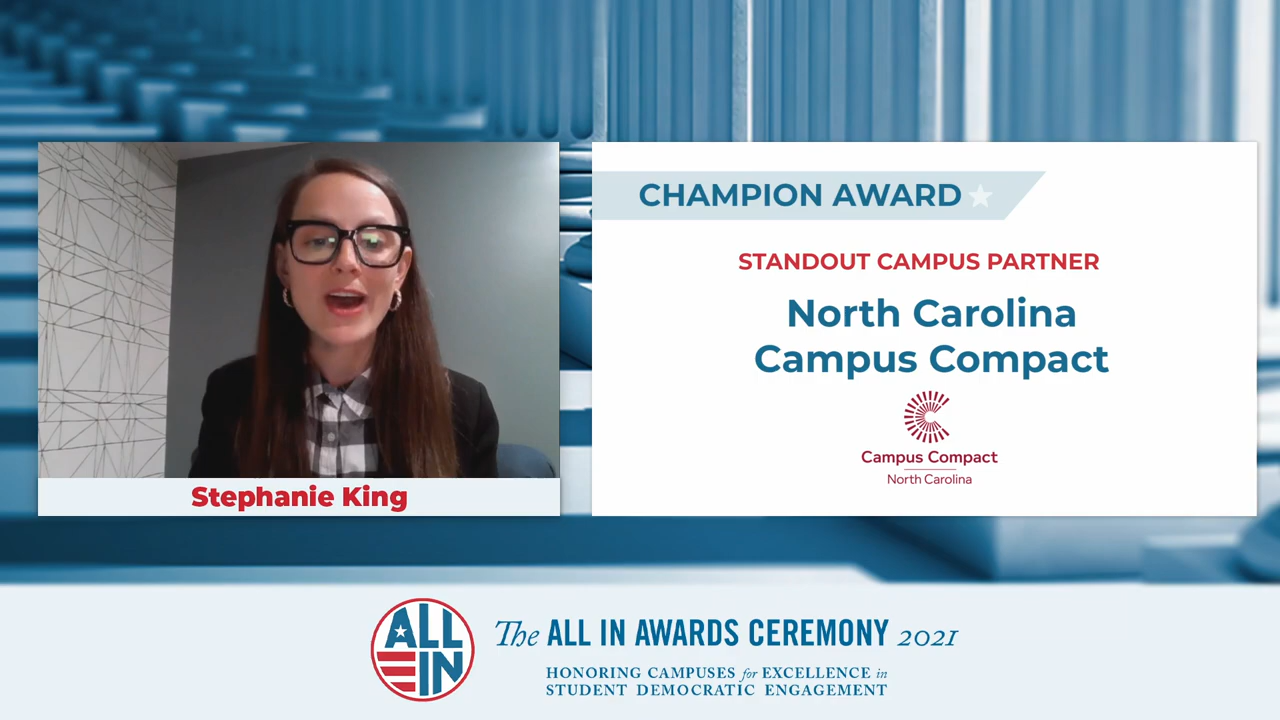 CHAMPION AWARD
STANDOUT CAMPUS PARTNER
North Carolina
Campus Compact
Campus Compact
North Carolina
Stephanie King
ALL
IN
The ALL IN AWARDS CEREMONY 2021
HONORING CAMPUSES for EXCELLENCE in
STUDENT DEMOCRATIC ENGAGEMENT